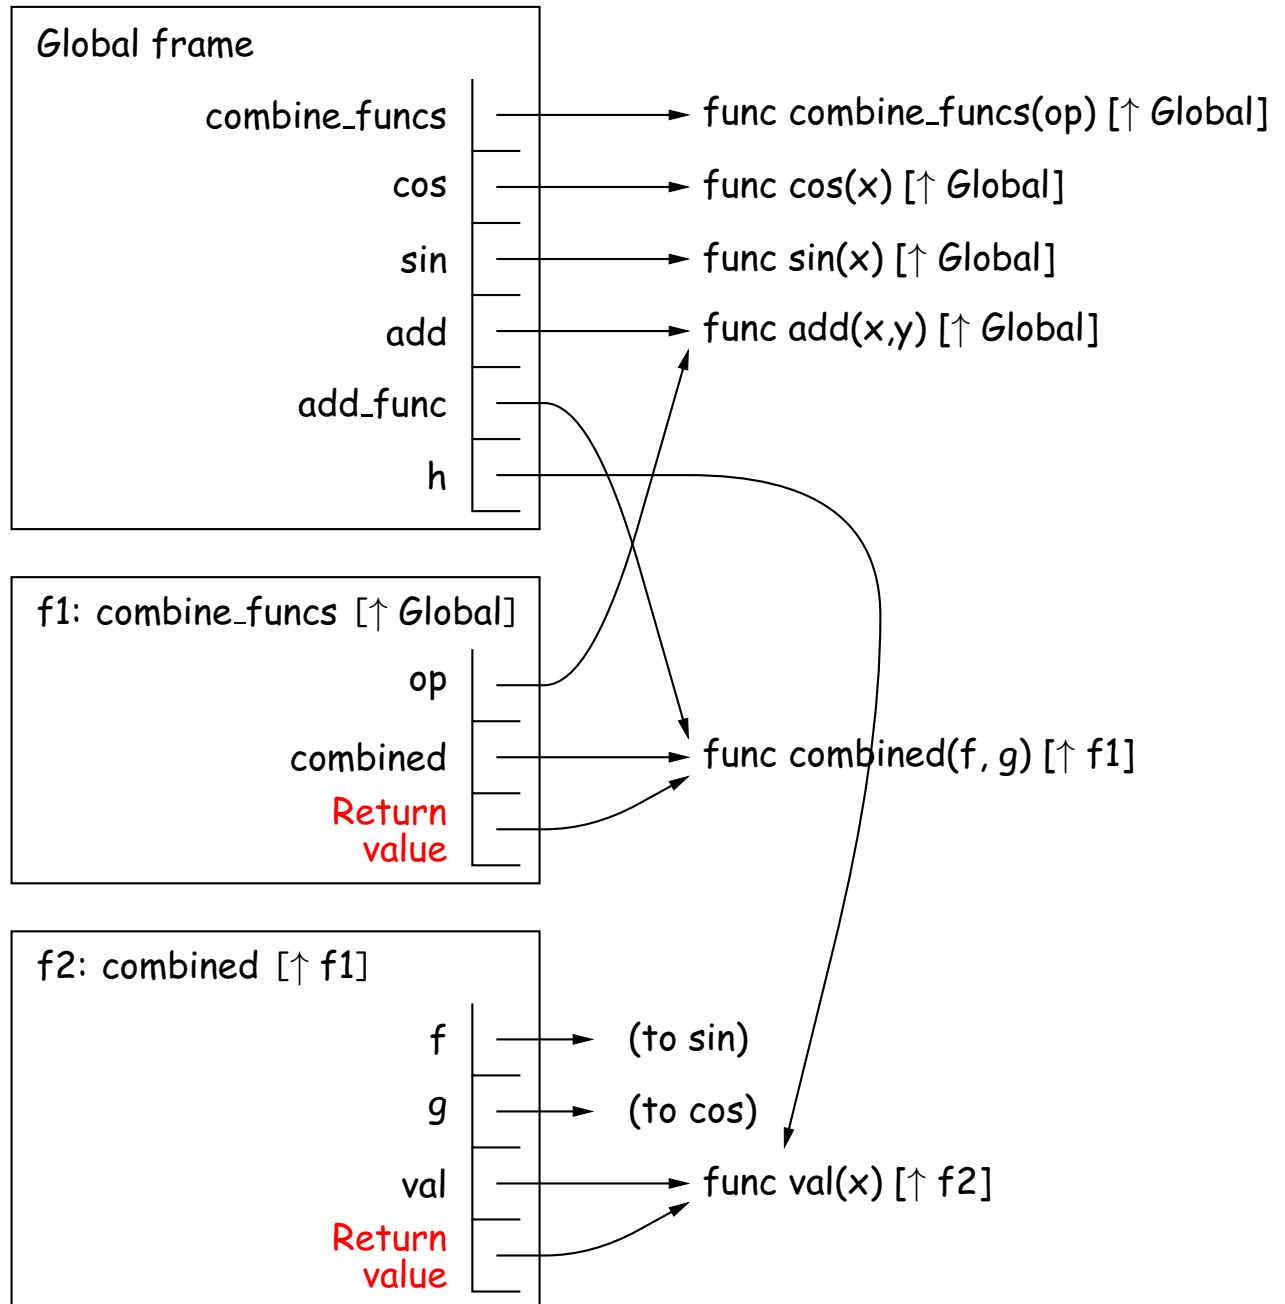 Global frame
combine_funcs func combine_funcs(op) [↑ Global]
cos func cos(x) [↑ Global]
sin func sin(x) [↑ Global]
add func add(x,y) [↑ Global]
add_func
h
f1: combine_funcs [↑ Global]
op
combined func combined(f, g) [↑ f1]
Return
value
f2: combined [↑ f1]
f (to sin)
g (to cos)
val func val(x) [↑ f2]
Return
value